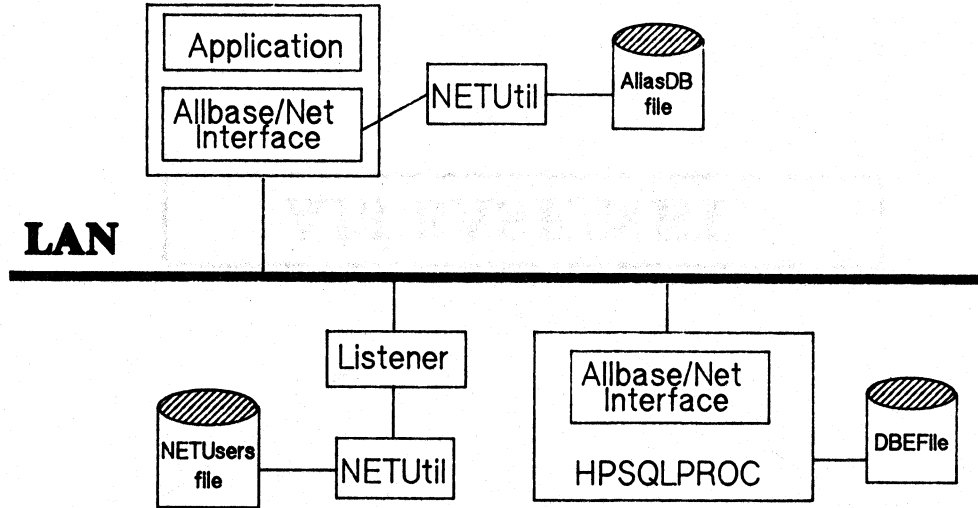 Application
Allbase/Net
Interface
NETUtil
AliasDB
file
LAN
Listener
NETUsers
file
NETUtil
Allbase/Net
Interface
HPSQLPROC
DBEFile